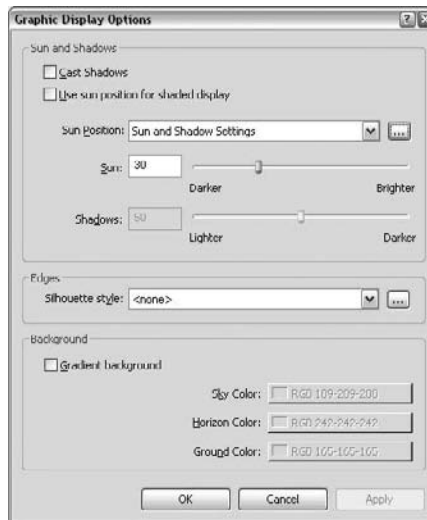 Graphic Display Options
Sun and Shadows
Cast Shadows
Use sun position for shaded display
Sun Position: Sun and Shadow Settings ...
Sun: 30
Darker Brighter
Shadows: 50
Lighter Darker
Edges
Silhouette style: <none> ...
Background
Gradient background
Sky Color: RGB 109-209-200
Horizon Color: RGB 242-242-242
Ground Color: RGB 165-165-165
OK Cancel Apply